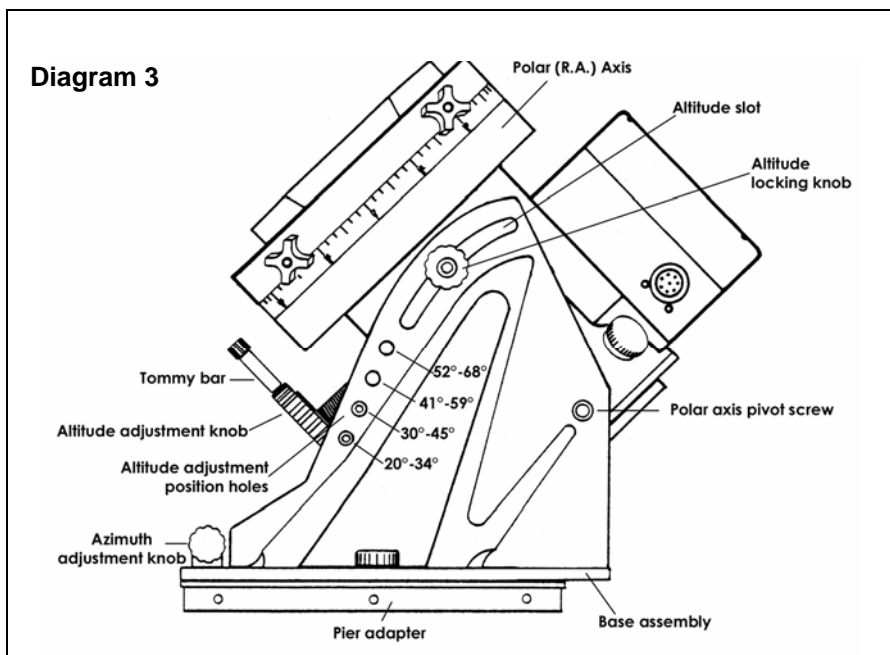 Diagram 3
Polar (R.A.) Axis
Altitude slot
Altitude
locking knob
52°-68°
41°-59°
30°-45°
20°-34°
Tommy bar
Altitude adjustment knob
Altitude adjustment
position holes
Polar axis pivot screw
Azimuth
adjustment knob
Base assembly
Pier adapter